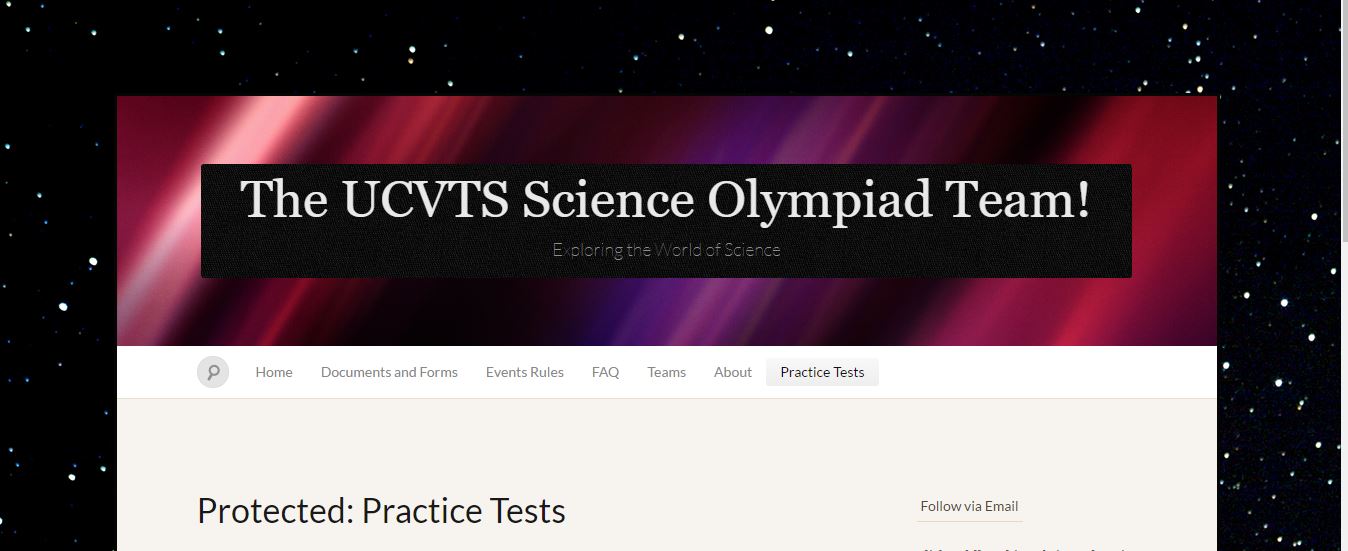 The UCVTS Science Olympiad Team!
Exploring the World of Science
Home Documents and Forms Events Rules FAQ Teams About Practice Tests
Protected: Practice Tests
Follow via Email